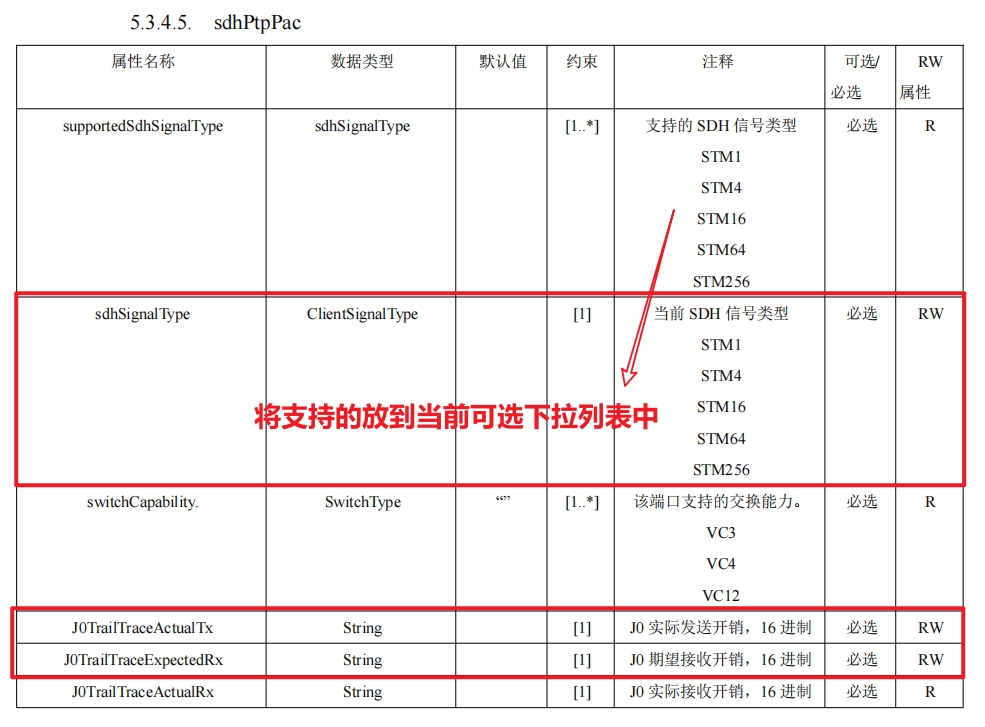 5.3.4.5. sdhPtpPac
属性名称 数据类型 默认值 约束 注释 可选/ RW
必选 属性
supportedSdhSignalType sdhSignalType [1..*] 支持的 SDH 信号类型 必选 R
STM1
STM4
STM16
STM64
STM256
sdhSignalType ClientSignalType [1] 当前 SDH 信号类型 必选 RW
STM1
STM4
STM16
将支持的放到当前可选下拉列表中
STM64
STM256
switchCapability. SwitchType “” [1..*] 该端口支持的交换能力。 必选 R
VC3
VC4
VC12
J0TrailTraceActualTx String [1] J0 实际发送开销，16 进制 必选 RW
J0TrailTraceExpectedRx String [1] J0 期望接收开销，16 进制 必选 RW
J0TrailTraceActualRx String [1] J0 实际接收开销，16 进制 必选 R